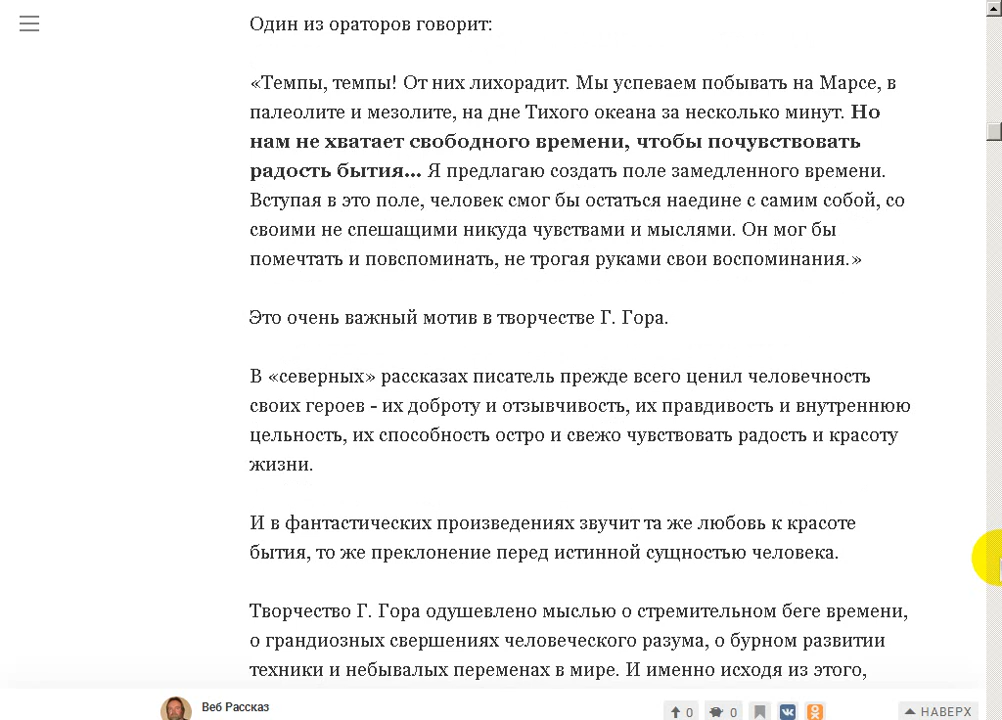 Один из ораторов говорит:
«Темпы, темпы! От них лихорадит. Мы успеваем побывать на Марсе, в
палеолите и мезолите, на дне Тихого океана за несколько минут. Но
нам не хватает свободного времени, чтобы почувствовать
радость бытия... Я предлагаю создать поле замедленного времени.
Вступая в это поле, человек смог бы остаться наедине с самим собой, со
своими не спешащими никуда чувствами и мыслями. Он мог бы
помечтать и повспоминать, не трогая руками свои воспоминания.»
Это очень важный мотив в творчестве Г. Гора.
В «северных» рассказах писатель прежде всего ценил человечность
своих героев - их доброту и отзывчивость, их правдивость и внутреннюю
цельность, их способность остро и свежо чувствовать радость и красоту
жизни.
И в фантастических произведениях звучит та же любовь к красоте
бытия, то же преклонение перед истинной сущностью человека.
Творчество Г. Гора одушевлено мыслью о стремительном беге времени,
о грандиозных свершениях человеческого разума, о бурном развитии
техники и небывалых переменах в мире. И именно исходя из этого,
Веб Рассказ
0
0
НАВЕРХ